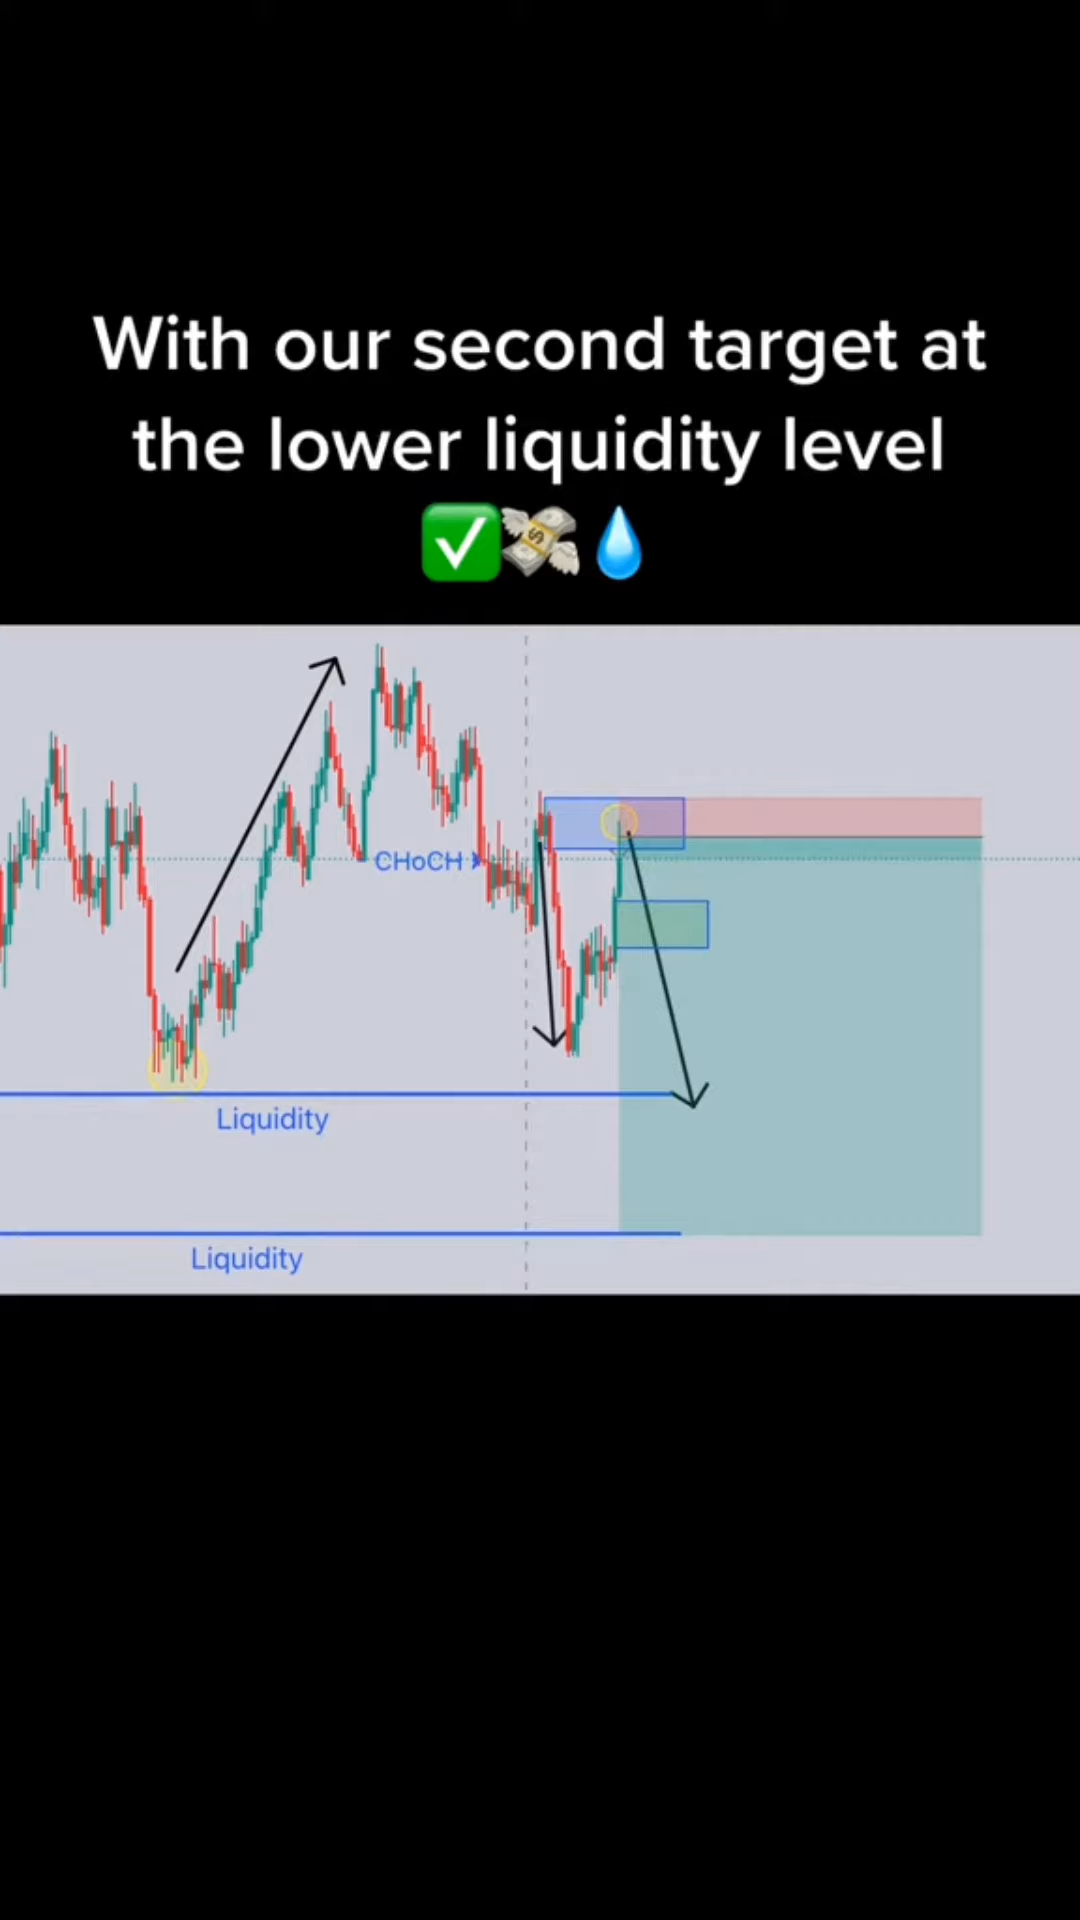 With our second target at
the lower liquidity level
✅💸💧
CHoCH x
Liquidity
Liquidity